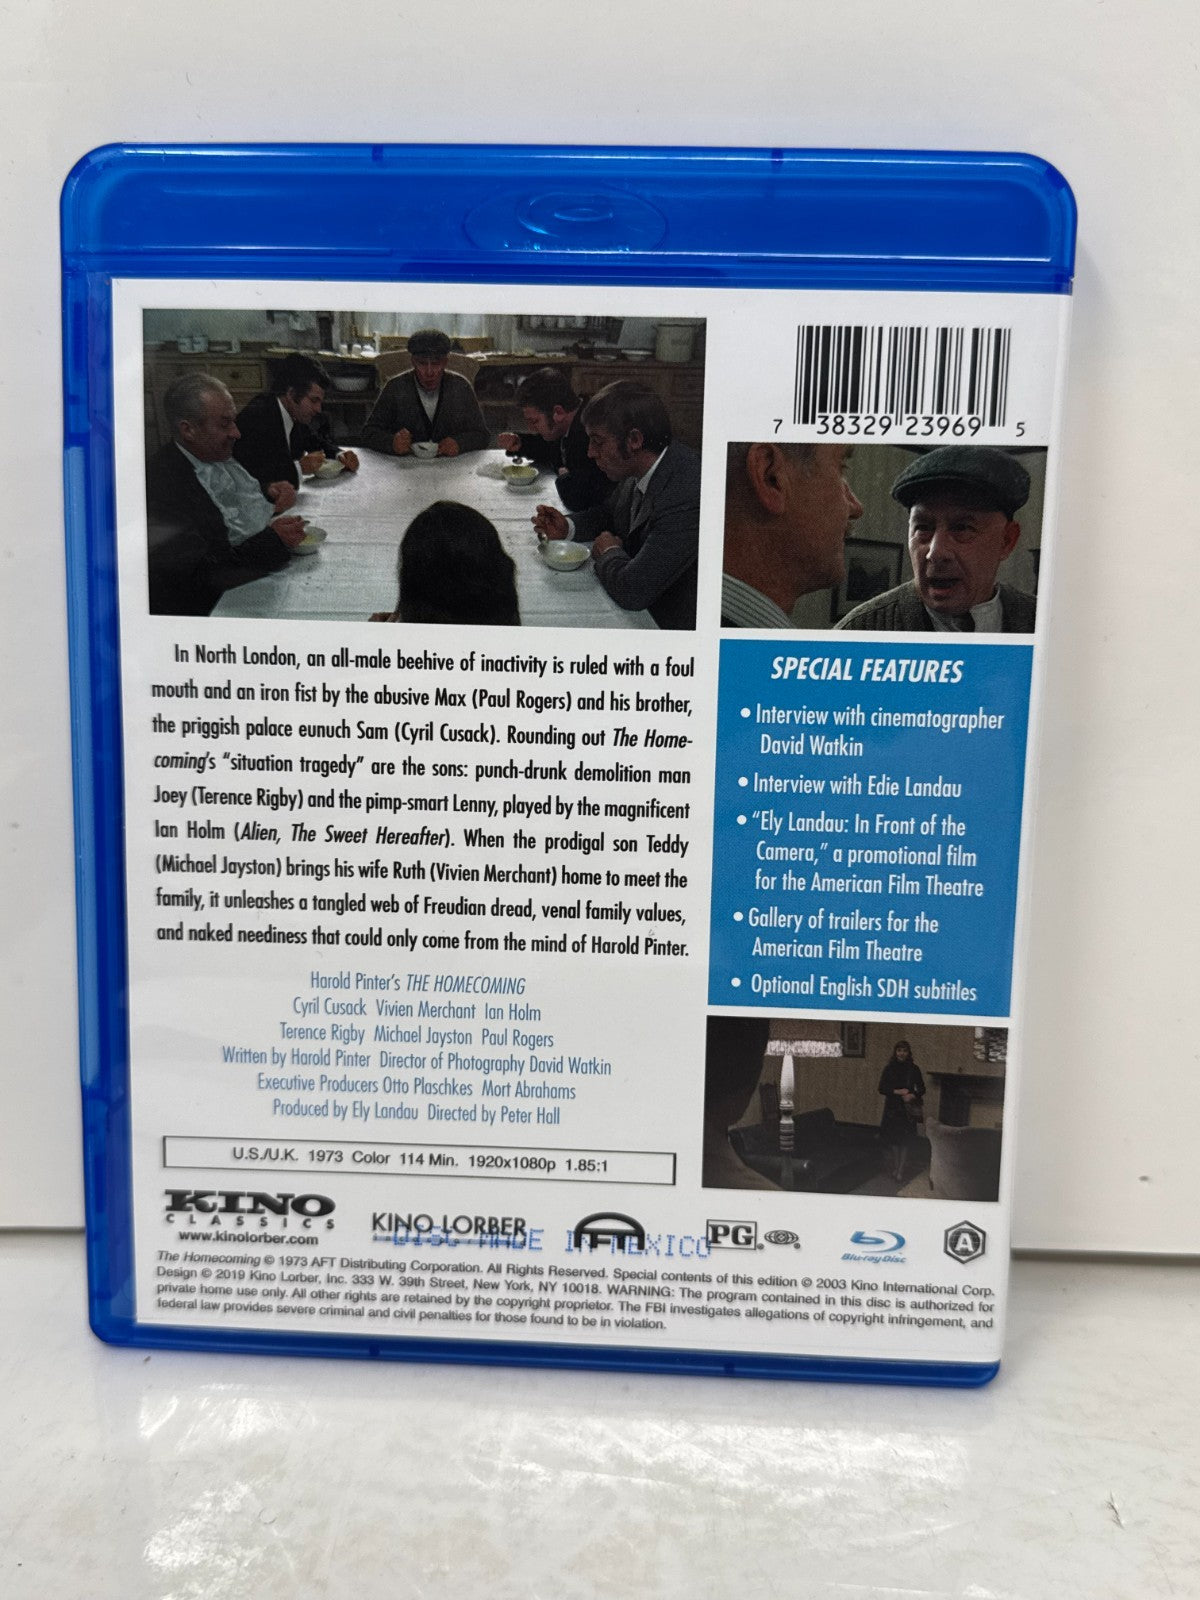 7 38329 23969 5
In North London, an all-male beehive of inactivity is ruled with a foul
mouth and an iron fist by the abusive Max (Paul Rogers) and his brother,
the priggish palace eunuch Sam (Cyril Cusack). Rounding out The Home-
coming's "situation tragedy" are the sons: punch-drunk demolition man
Joey (Terence Rigby) and the pimp-smart Lenny, played by the magnificent
Ian Holm (Alien, The Sweet Hereafter). When the prodigal son Teddy
(Michael Jayston) brings his wife Ruth (Vivien Merchant) home to meet the
family, it unleashes a tangled web of Freudian dread, venal family values,
and naked neediness that could only come from the mind of Harold Pinter.
SPECIAL FEATURES
• Interview with cinematographer
David Watkin
• Interview with Edie Landau
• "Ely Landau: In Front of the
Camera," a promotional film
for the American Film Theatre
• Gallery of trailers for the
American Film Theatre
• Optional English SDH subtitles
Harold Pinter's THE HOMECOMING
Cyril Cusack Vivien Merchant Ian Holm
Terence Rigby Michael Jayston Paul Rogers
Written by Harold Pinter Director of Photography David Watkin
Executive Producers Otto Plaschkes Mort Abrahams
Produced by Ely Landau Directed by Peter Hall
U.S./U.K. 1973 Color 114 Min. 1920x1080p 1.85:1
KINO
CLASSICS
www.kinolorber.com
KINO LORBER
DISC MADE IN MEXICO
PG
Blu-ray Disc
A
The Homecoming © 1973 AFT Distributing Corporation. All Rights Reserved. Special contents of this edition © 2003 Kino International Corp.
Design © 2019 Kino Lorber, Inc. 333 W. 39th Street, New York, NY 10018. WARNING: The program contained in this disc is authorized for
private home use only. All other rights are retained by the copyright proprietor. The FBI investigates allegations of copyright infringement, and
federal law provides severe criminal and civil penalties for those found to be in violation.